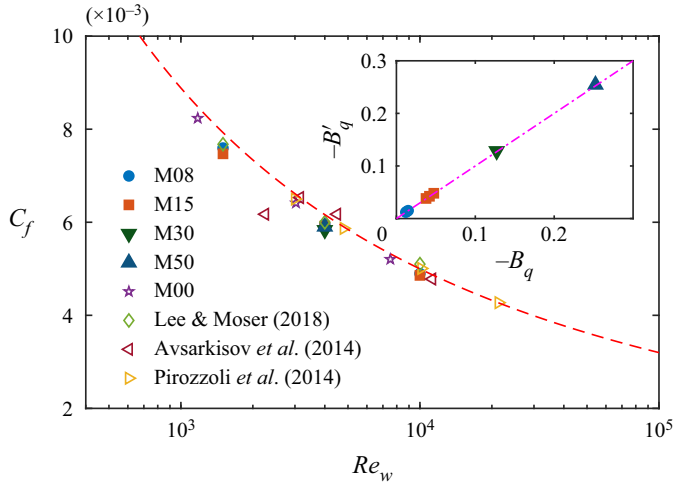 (×10⁻³)
10
8
6
4
2
C_f
10³
10⁴
10⁵
Re_w
M08
M15
M30
M50
M00
Lee & Moser (2018)
Avsarkisov et al. (2014)
Pirozzoli et al. (2014)
0.3
0.1
−B′_q
0
0.1
0.2
−B_q